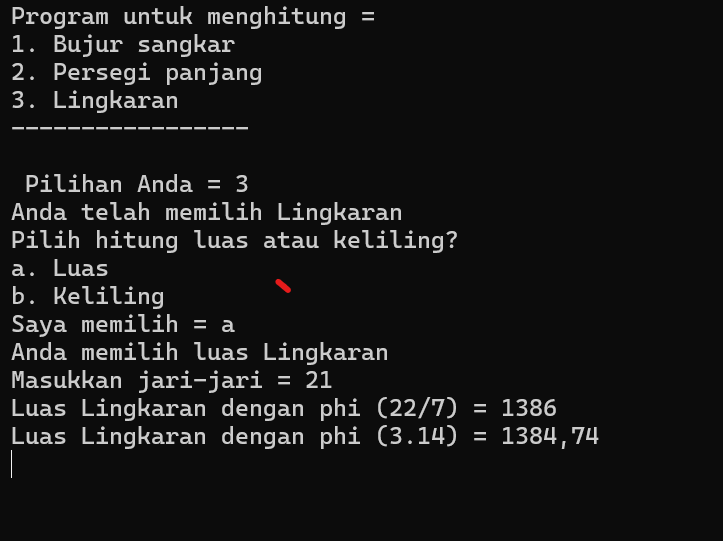 Program untuk menghitung =
1. Bujur sangkar
2. Persegi panjang
3. Lingkaran
-----------------
Pilihan Anda = 3
Anda telah memilih Lingkaran
Pilih hitung luas atau keliling?
a. Luas
b. Keliling
Saya memilih = a
Anda memilih luas Lingkaran
Masukkan jari-jari = 21
Luas Lingkaran dengan phi (22/7) = 1386
Luas Lingkaran dengan phi (3.14) = 1384,74